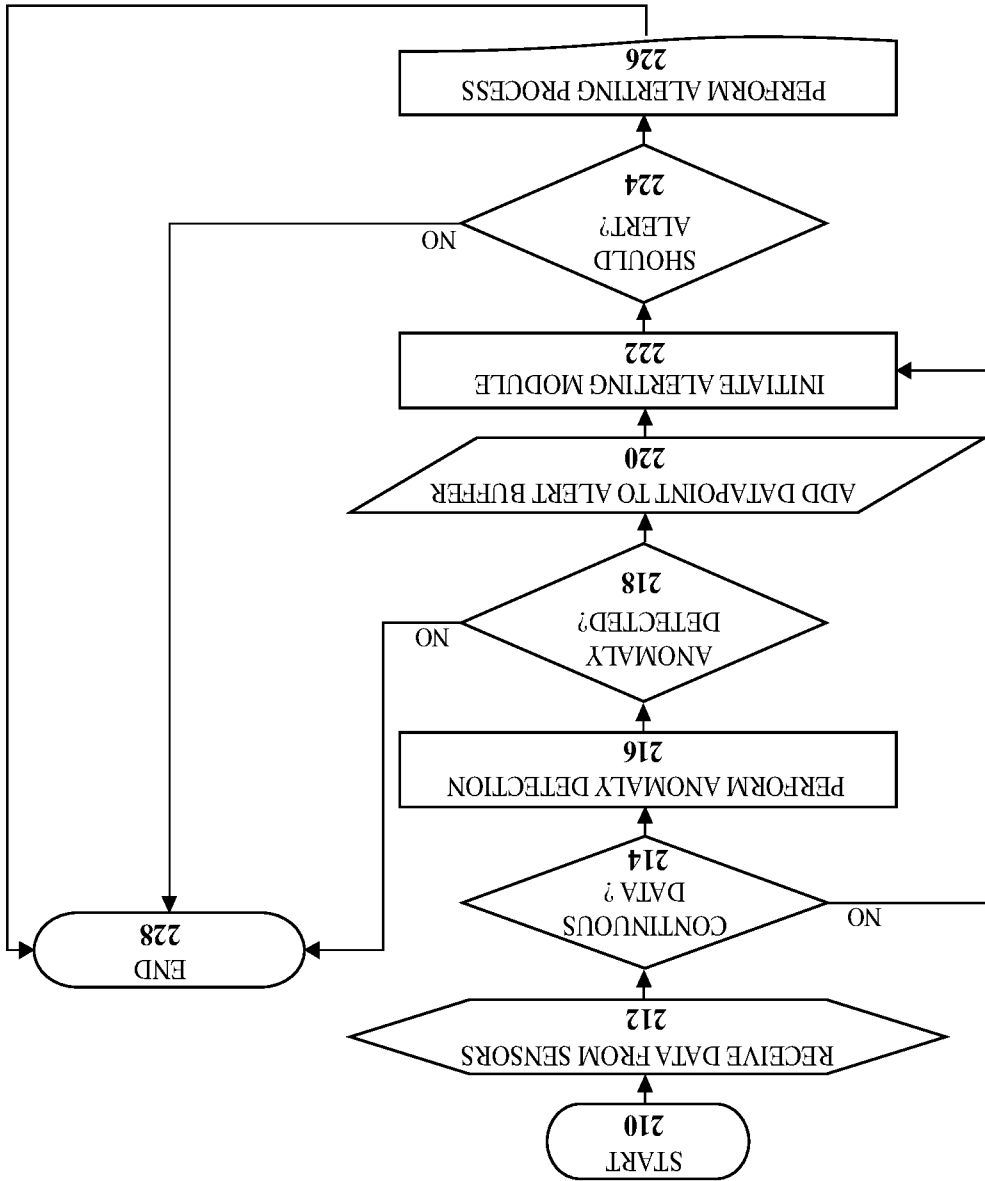 START
210
RECEIVE DATA FROM SENSORS
212
CONTINUOUS
DATA ?
214
NO
PERFORM ANOMALY DETECTION
216
ANOMALY
DETECTED?
218
NO
ADD DATAPOINT TO ALERT BUFFER
220
INITIATE ALERTING MODULE
222
SHOULD
ALERT?
224
NO
PERFORM ALERTING PROCESS
226
END
228